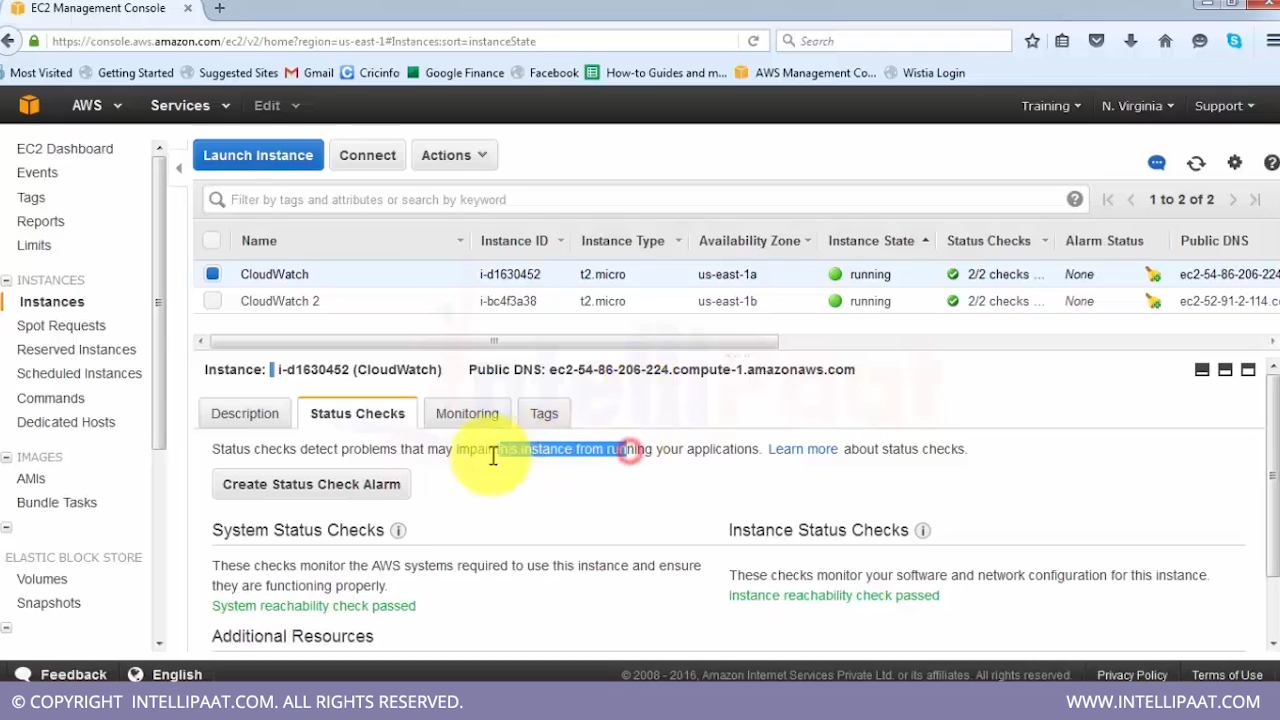 EC2 Management Console
https://console.aws.amazon.com/ec2/v2/home?region=us-east-1#Instances:sort=instanceState
Search
Most Visited Getting Started Suggested Sites Gmail Cricinfo Google Finance Facebook How-to Guides and m... AWS Management Co... Wistia Login
AWS Services Edit Training N. Virginia Support
EC2 Dashboard
Events
Tags
Reports
Limits
INSTANCES
Instances
Spot Requests
Reserved Instances
Scheduled Instances
Commands
Dedicated Hosts
IMAGES
AMIs
Bundle Tasks
ELASTIC BLOCK STORE
Volumes
Snapshots
Launch Instance Connect Actions
Filter by tags and attributes or search by keyword 1 to 2 of 2
Name Instance ID Instance Type Availability Zone Instance State Status Checks Alarm Status Public DNS
CloudWatch i-d1630452 t2.micro us-east-1a running 2/2 checks ... None ec2-54-86-206-224
CloudWatch 2 i-bc4f3a38 t2.micro us-east-1b running 2/2 checks ... None ec2-52-91-2-114.c
Instance: i-d1630452 (CloudWatch) Public DNS: ec2-54-86-206-224.compute-1.amazonaws.com
Description Status Checks Monitoring Tags
Status checks detect problems that may impair this instance from running your applications. Learn more about status checks.
Create Status Check Alarm
System Status Checks
These checks monitor the AWS systems required to use this instance and ensure
they are functioning properly.
System reachability check passed
Instance Status Checks
These checks monitor your software and network configuration for this instance.
Instance reachability check passed
Additional Resources
Feedback English © 2008 - 2016, Amazon Internet Services Private Ltd. or its affiliates. All rights reserved. Privacy Policy Terms of Use
© COPYRIGHT INTELLIPAAT.COM. ALL RIGHTS RESERVED. WWW.INTELLIPAAT.COM